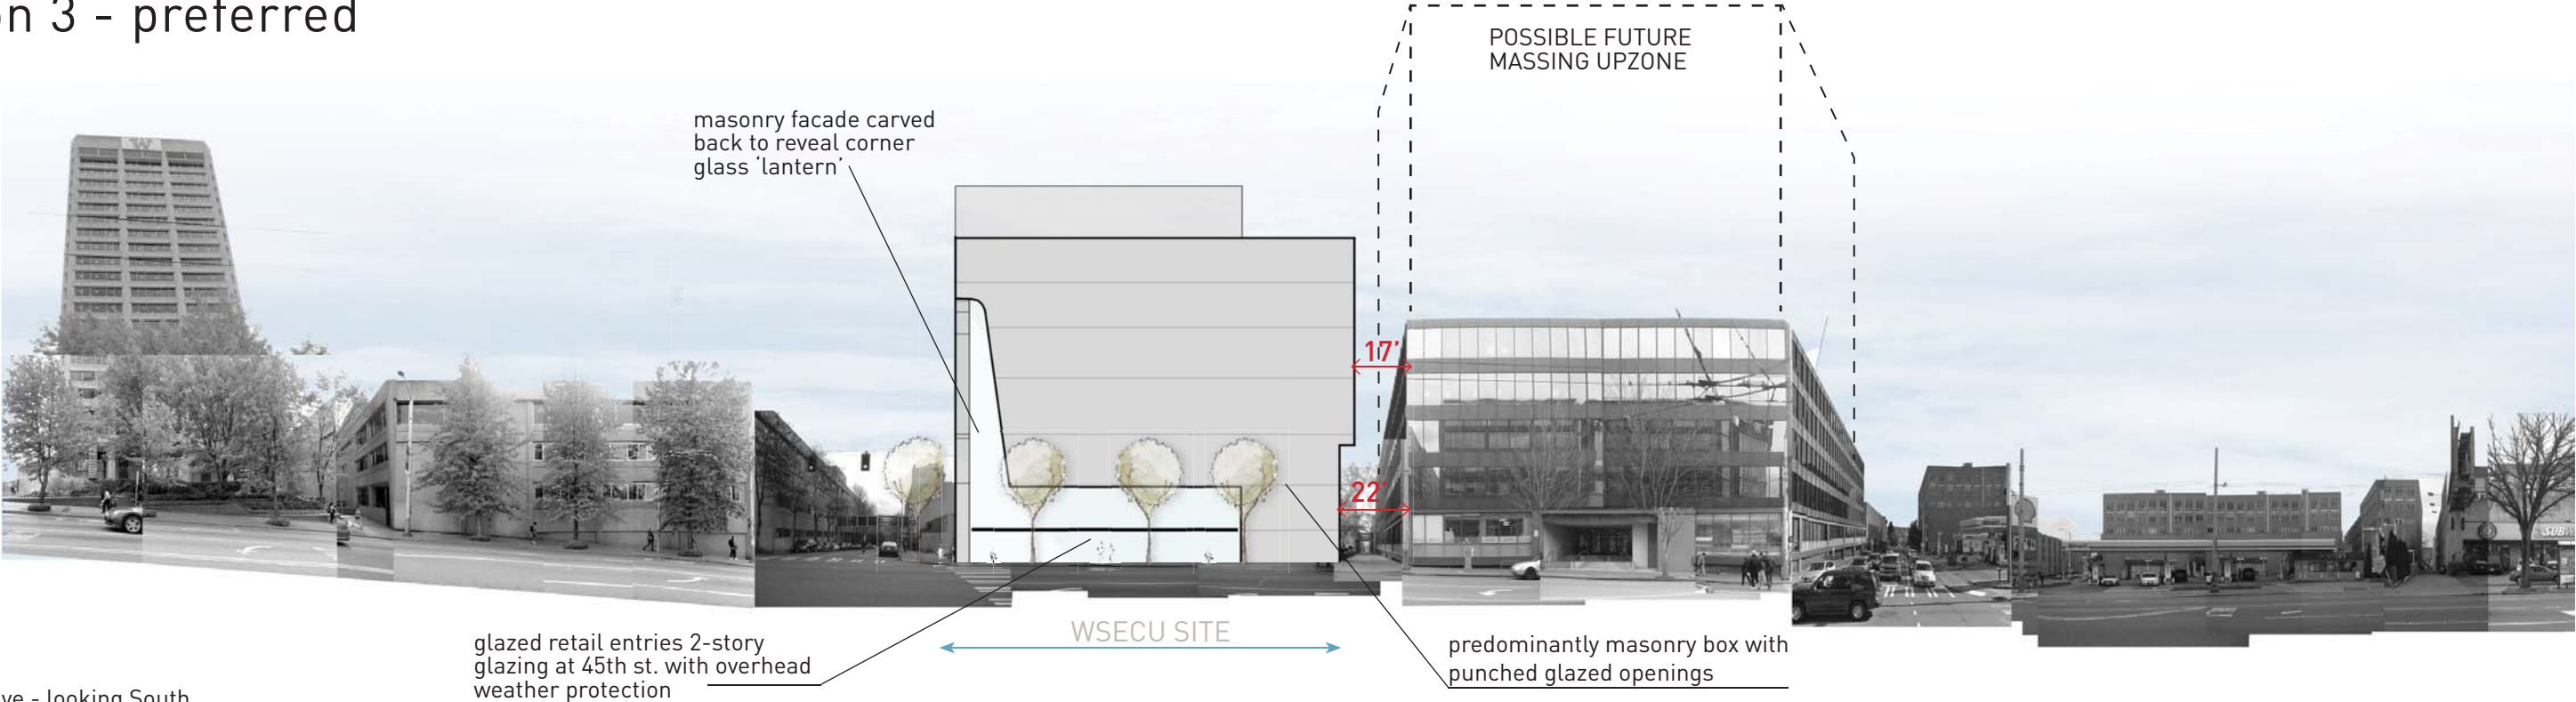 on 3 - preferred
POSSIBLE FUTURE
MASSING UPZONE
masonry facade carved
back to reveal corner
glass ‘lantern’
W
17’
22’
SUB
WSECU SITE
glazed retail entries 2-story
glazing at 45th st. with overhead
weather protection
predominantly masonry box with
punched glazed openings
ve - looking South